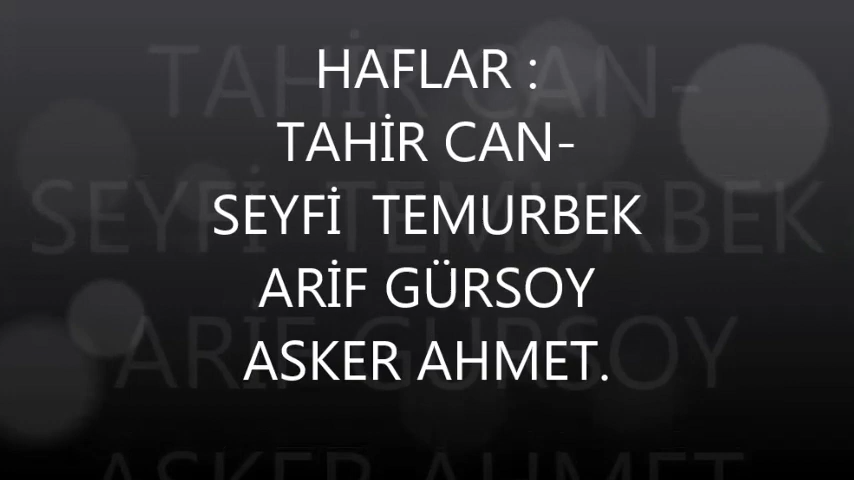 HAFLAR :
TAHİR CAN-
SEYFİ  TEMURBEK
ARİF GÜRSOY
ASKER AHMET.